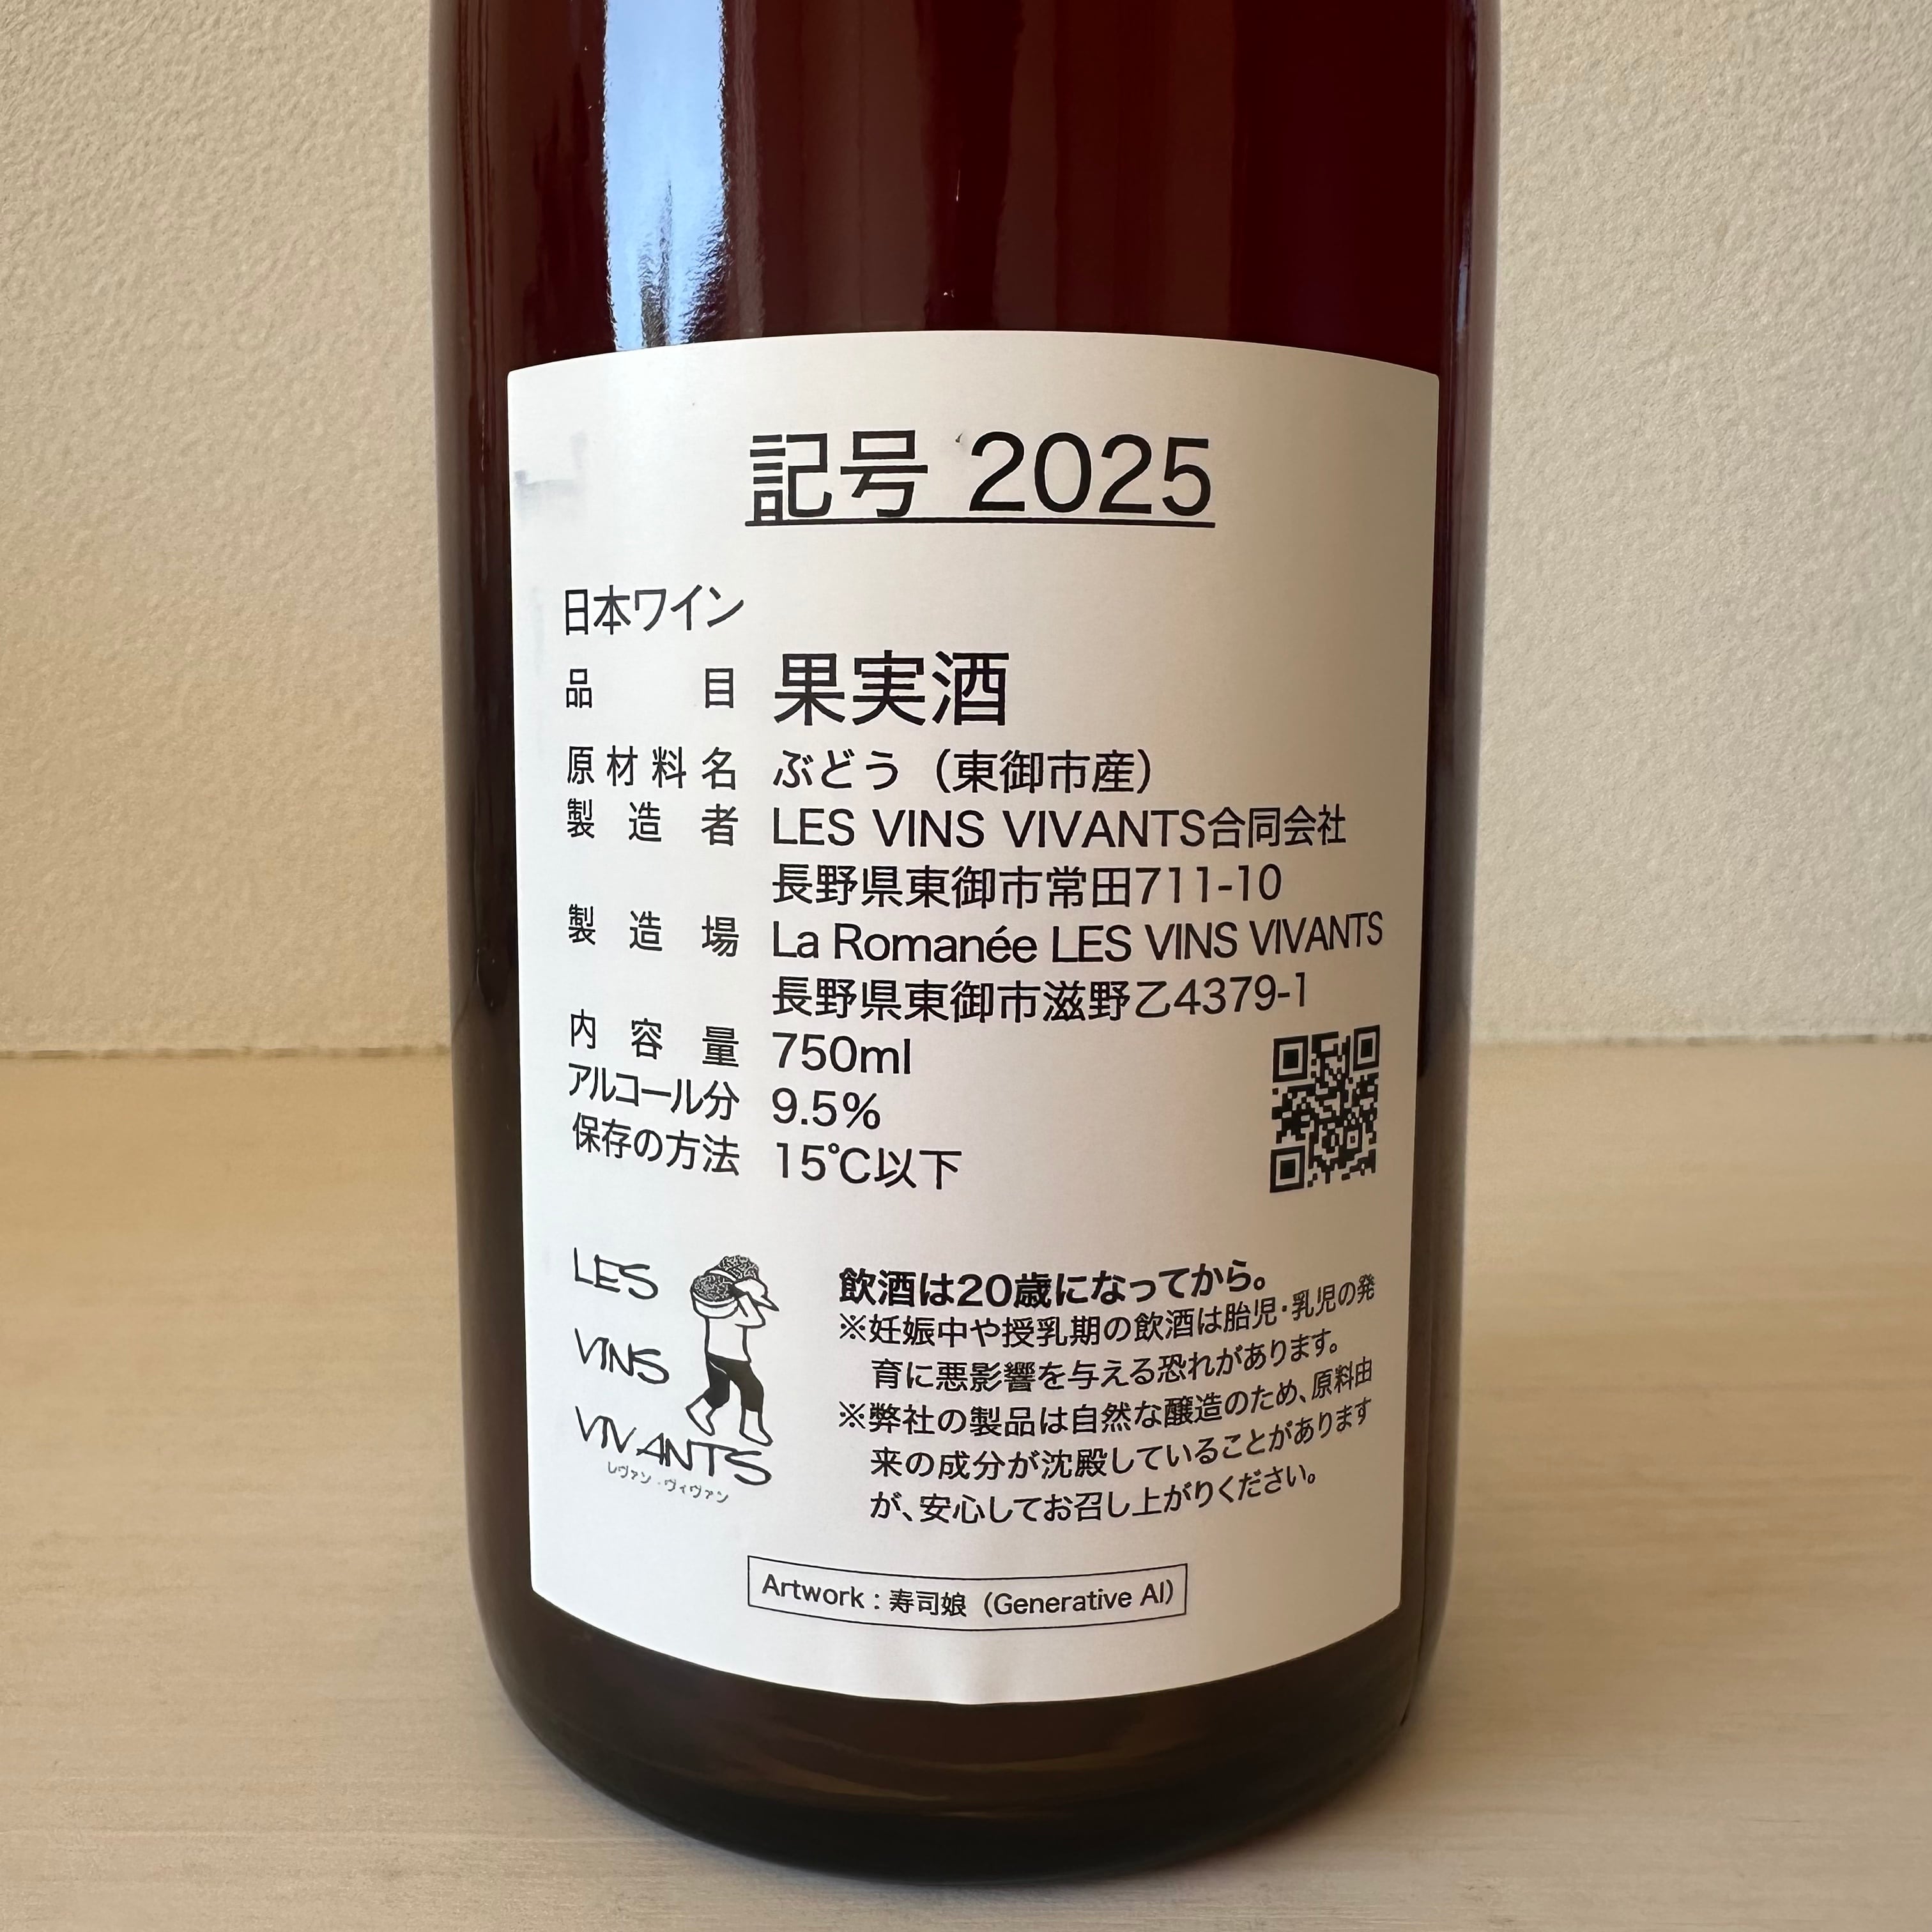 記号 2025
日本ワイン
品目 果実酒
原材料名 ぶどう（東御市産）
製造者 LES VINS VIVANTS合同会社
長野県東御市常田711-10
製造場 La Romanée LES VINS VIVANTS
長野県東御市滋野乙4379-1
内容量 750ml
アルコール分 9.5%
保存の方法 15℃以下
LES
VINS
VIVANTS
レヴァン・ヴィヴァン
飲酒は20歳になってから。
※妊娠中や授乳期の飲酒は胎児・乳児の発
育に悪影響を与える恐れがあります。
※弊社の製品は自然な醸造のため、原料由
来の成分が沈殿していることがあります
が、安心してお召し上がりください。
Artwork：寿司娘（Generative AI）